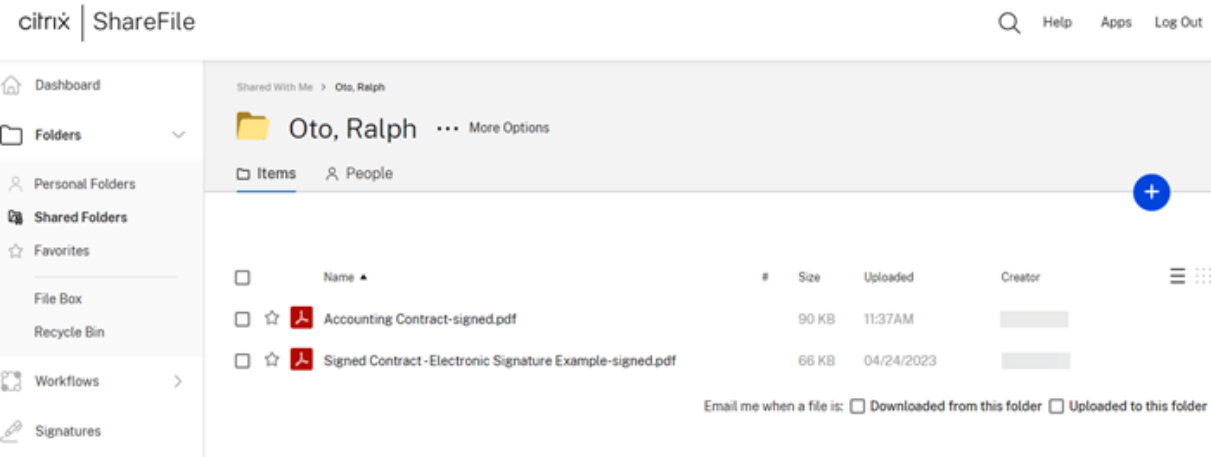 citrix | ShareFile
Help Apps Log Out
Dashboard
Folders
Personal Folders
Shared Folders
Favorites
File Box
Recycle Bin
Workflows
Signatures
Shared With Me > Oto, Ralph
Oto, Ralph ••• More Options
Items People
Name # Size Uploaded Creator
Accounting Contract-signed.pdf 90 KB 11:37AM
Signed Contract-Electronic Signature Example-signed.pdf 66 KB 04/24/2023
Email me when a file is: Downloaded from this folder Uploaded to this folder